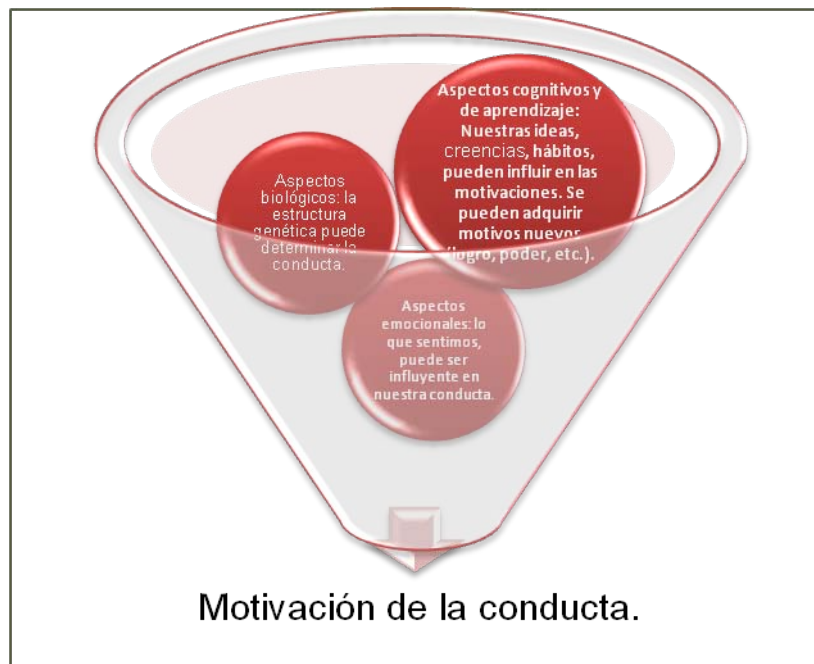 Aspectos cognitivos y
de aprendizaje:
Nuestras ideas,
creencias, hábitos,
pueden influir en las
motivaciones. Se
pueden adquirir
motivos nuevos
(logro, poder, etc.).
Aspectos
biológicos: la
estructura
genética puede
determinar la
conducta.
Aspectos
emocionales: lo
que sentimos,
puede ser
influyente en
nuestra conducta.
Motivación de la conducta.